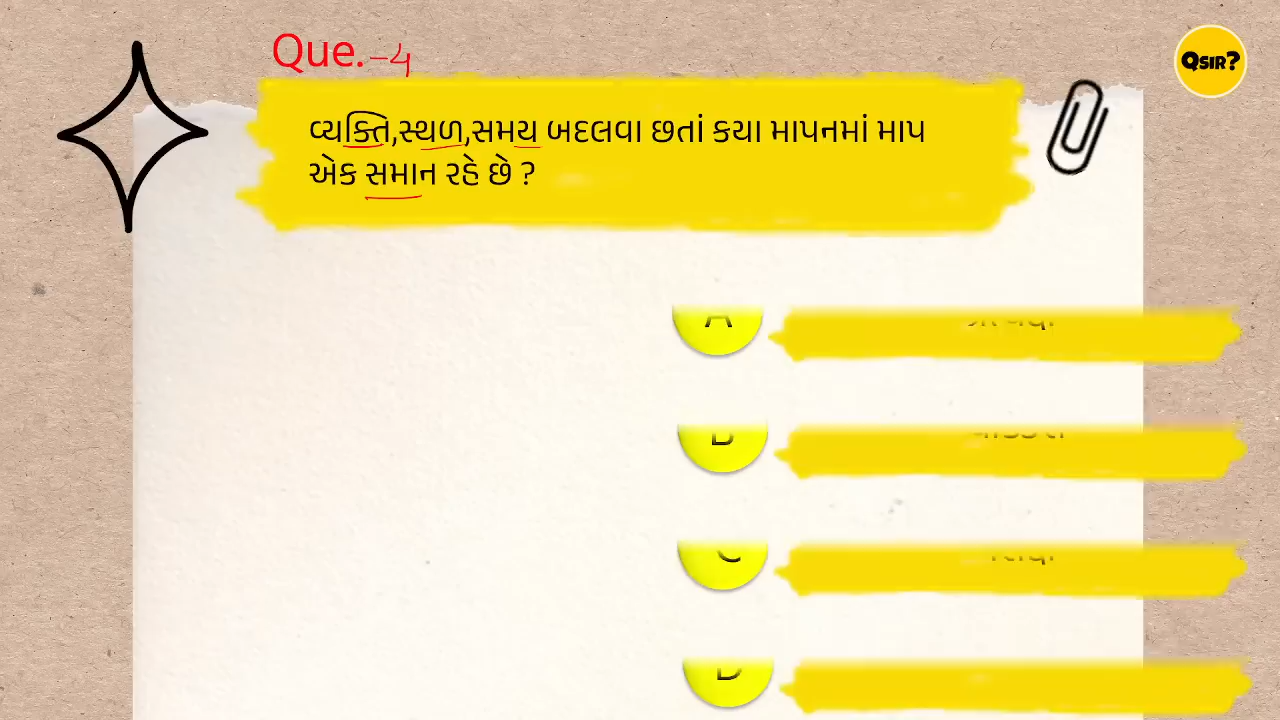 Que.-4
QSIR?
વ્યક્તિ,સ્થળ,સમય બદલવા છતાં કયા માપનમાં માપ
એક સમાન રહે છે ?
A
B
C
D